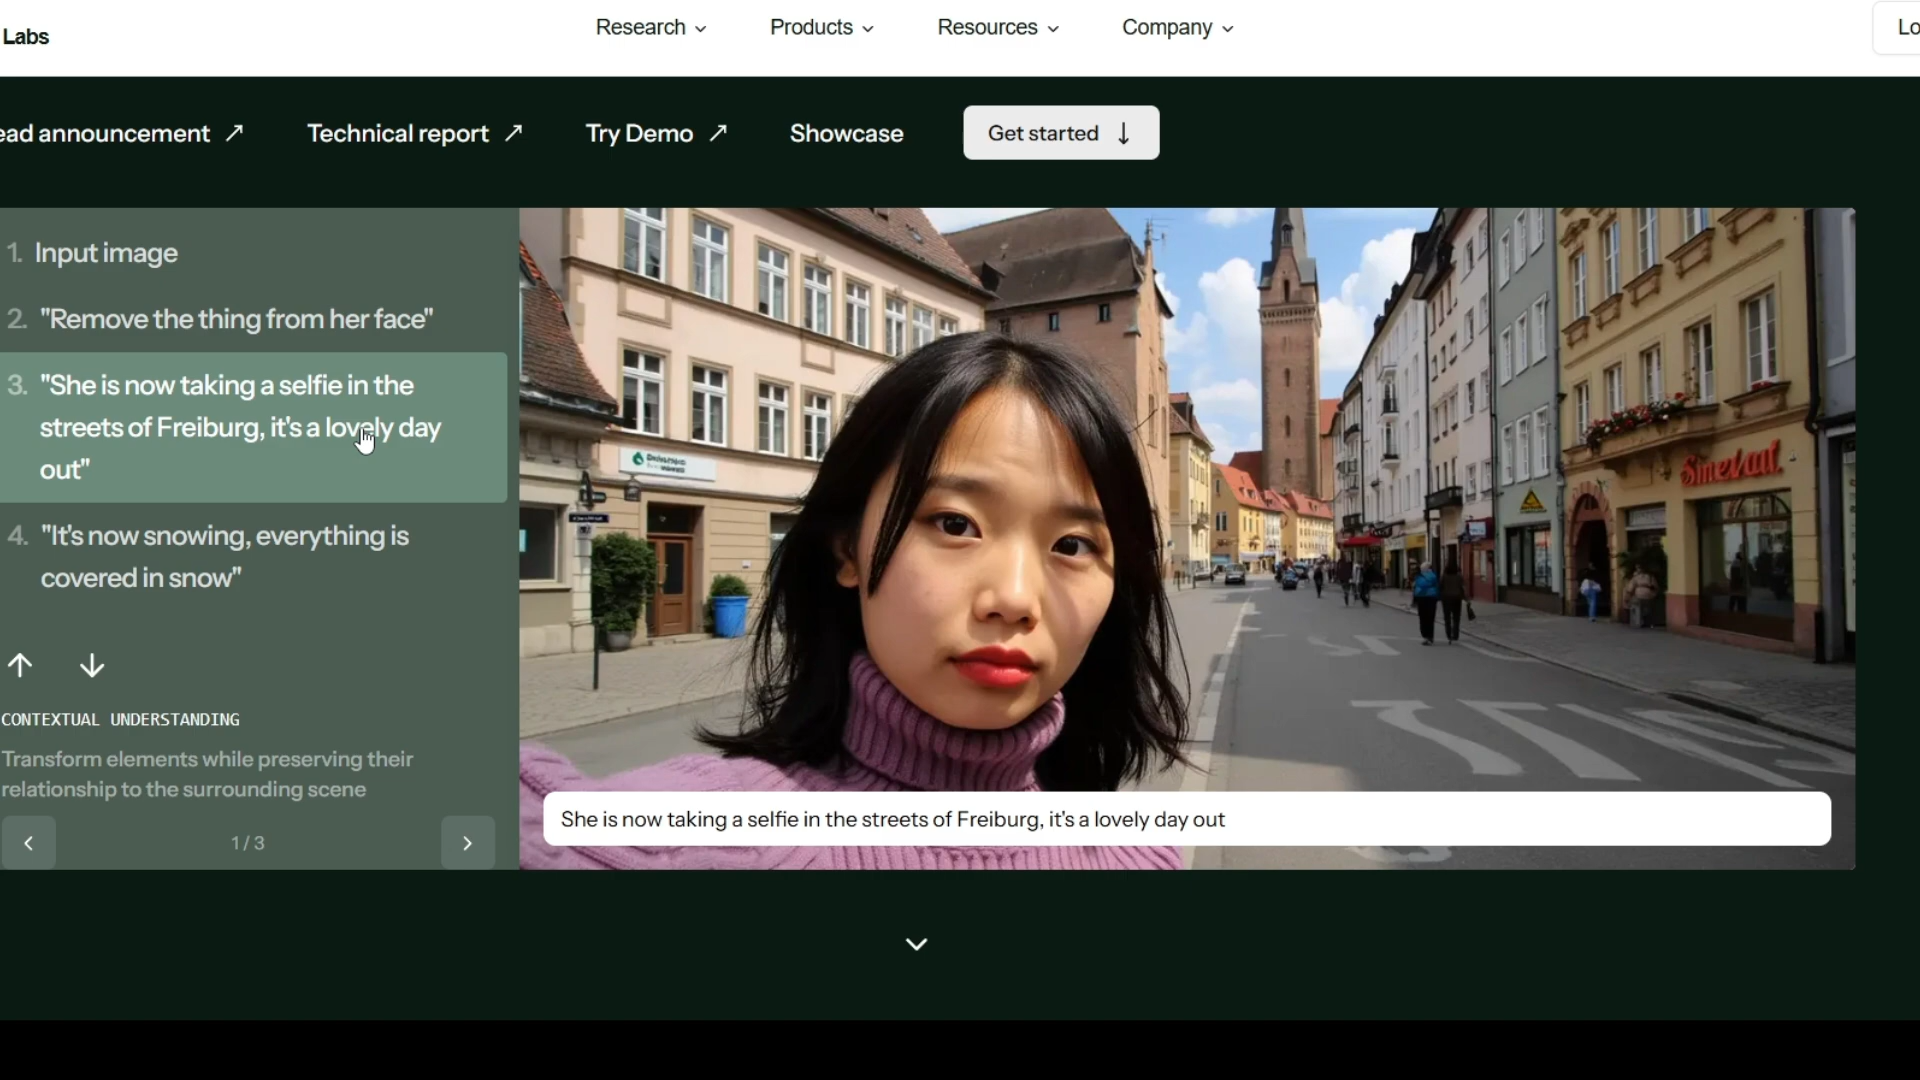 Labs
Research
Products
Resources
Company
Lo
ead announcement
Technical report
Try Demo
Showcase
Get started
1. Input image
2. "Remove the thing from her face"
3. "She is now taking a selfie in the
streets of Freiburg, it's a lovely day
out"
4. "It's now snowing, everything is
covered in snow"
CONTEXTUAL UNDERSTANDING
Transform elements while preserving their
relationship to the surrounding scene
1 / 3
She is now taking a selfie in the streets of Freiburg, it's a lovely day out